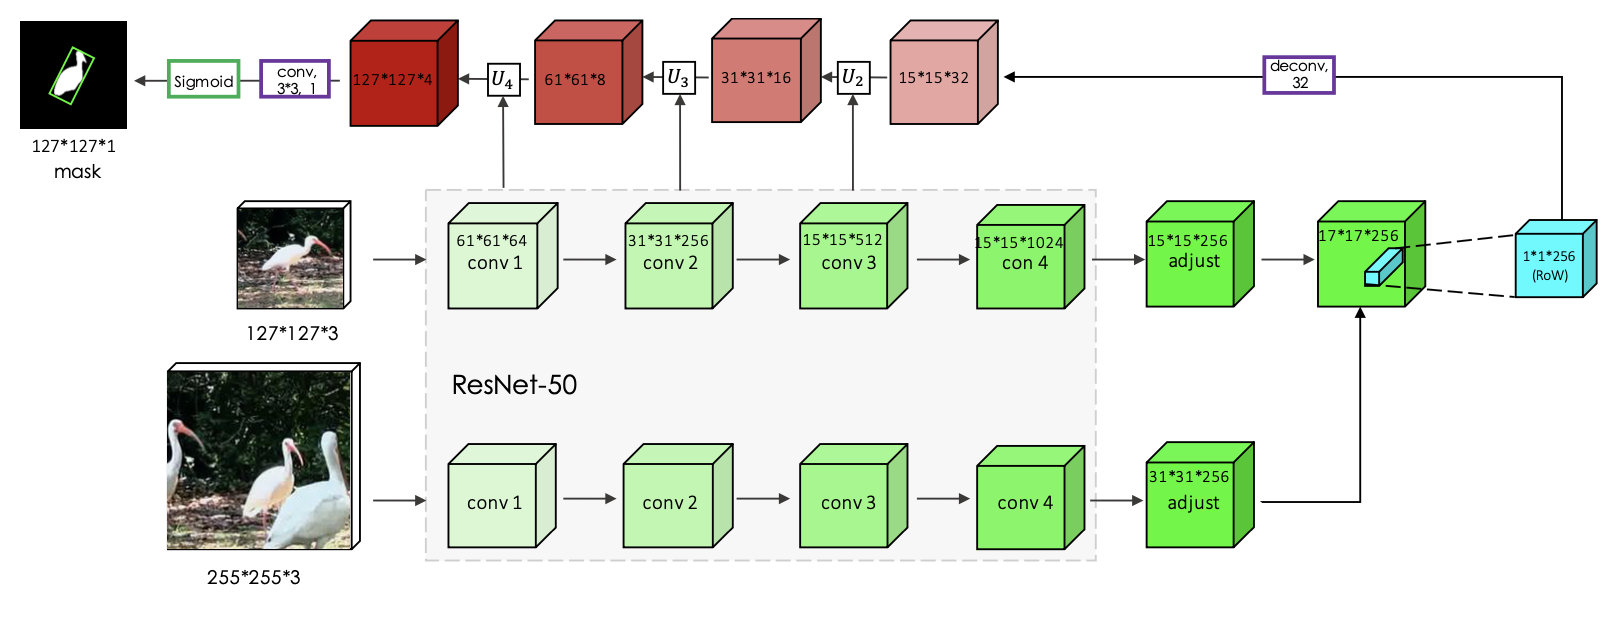 Sigmoid
conv,
3*3, 1
127*127*4
U₄
61*61*8
U₃
31*31*16
U₂
15*15*32
deconv,
32
127*127*1
mask
61*61*64
conv 1
31*31*256
conv 2
15*15*512
conv 3
15*15*1024
con 4
15*15*256
adjust
17*17*256
1*1*256
(RoW)
127*127*3
ResNet-50
conv 1
conv 2
conv 3
conv 4
31*31*256
adjust
255*255*3